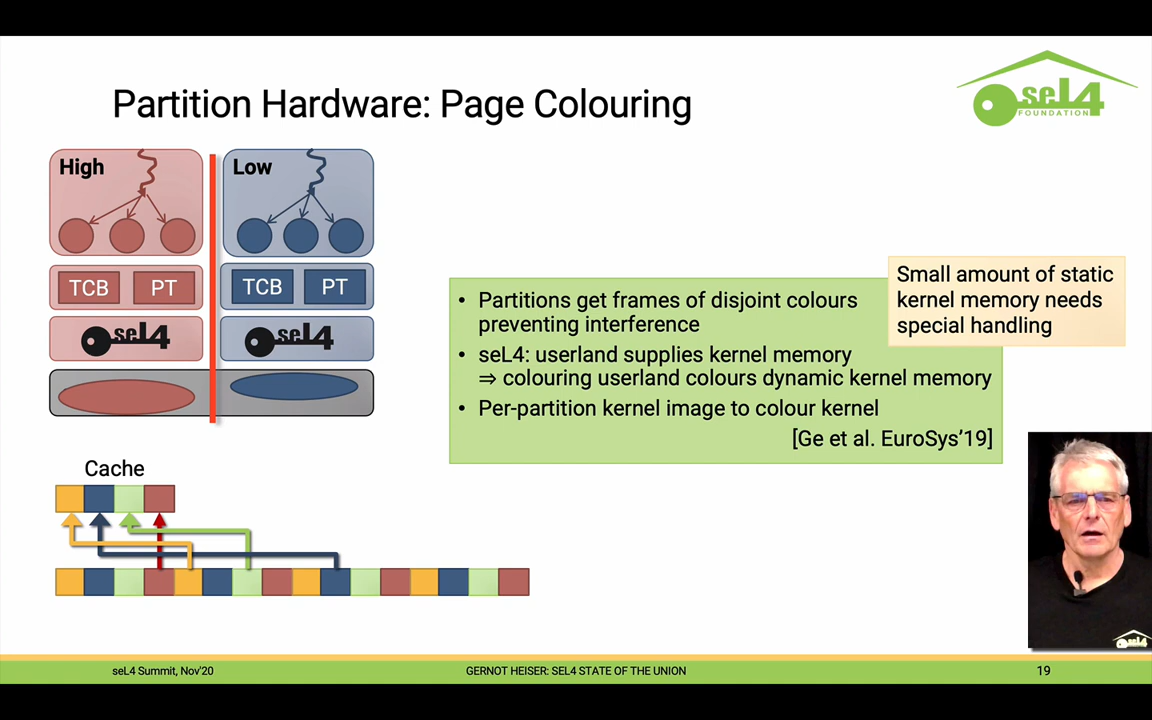 Partition Hardware: Page Colouring
seL4
FOUNDATION
High
Low
TCB
PT
TCB
PT
seL4
seL4
Small amount of static
kernel memory needs
special handling
• Partitions get frames of disjoint colours
preventing interference
• seL4: userland supplies kernel memory
⇒ colouring userland colours dynamic kernel memory
• Per-partition kernel image to colour kernel
[Ge et al. EuroSys’19]
Cache
seL4 Summit, Nov'20
GERNOT HEISER: SEL4 STATE OF THE UNION
19
seL4